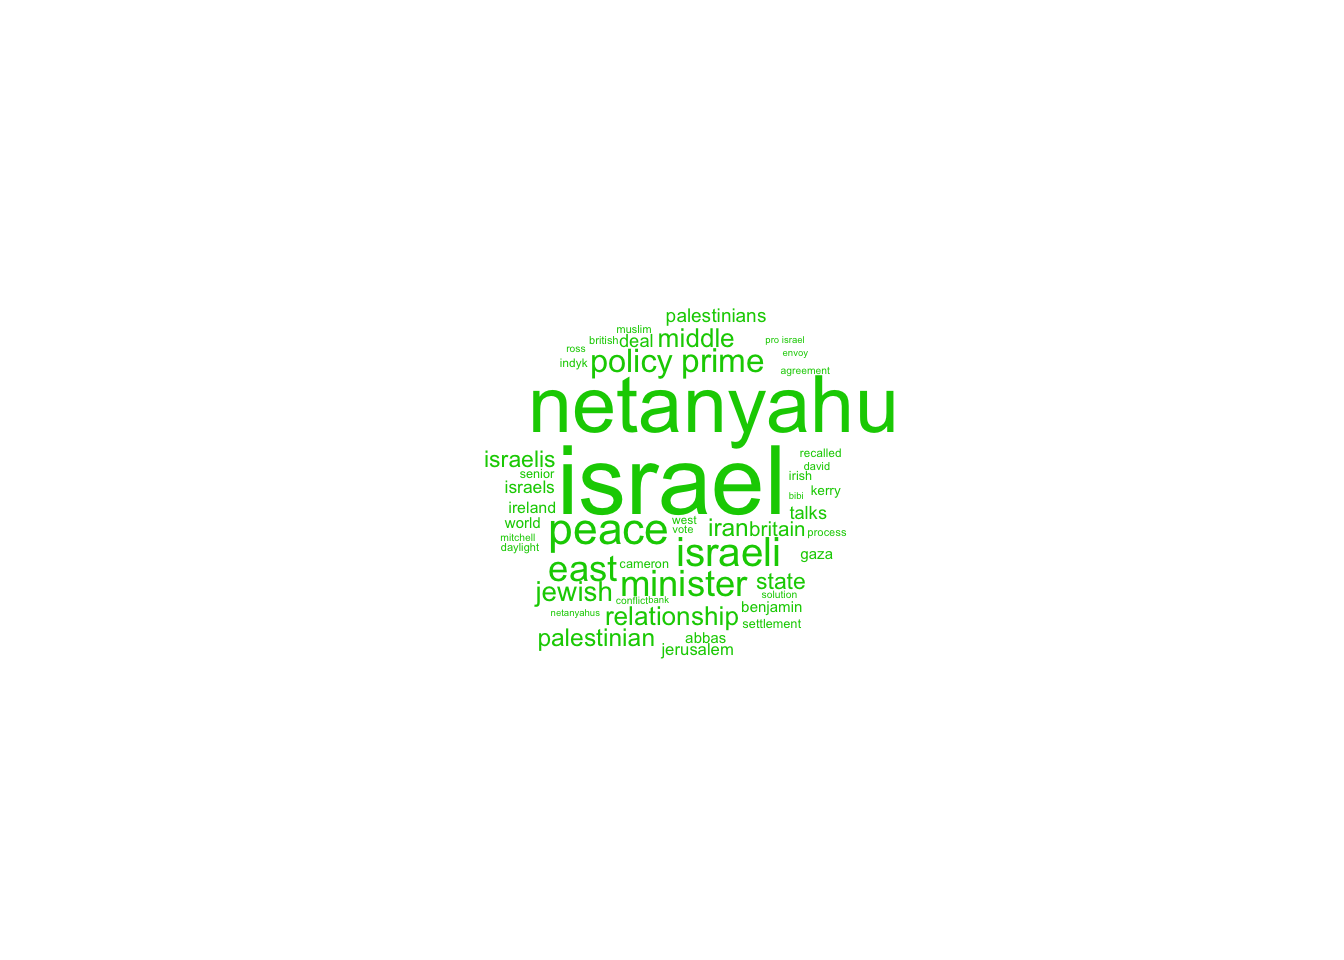 palestinians
muslim
british deal middle pro israel
ross envoy
indyk policy prime agreement
netanyahu
israelis recalled
senior david
israels israel irish
bibi kerry
ireland talks
world peace west iran britain process
vote
mitchell
daylight israeli gaza
east cameron
jewish minister state
conflict bank solution
netanyahus relationship benjamin
settlement
palestinian abbas
jerusalem